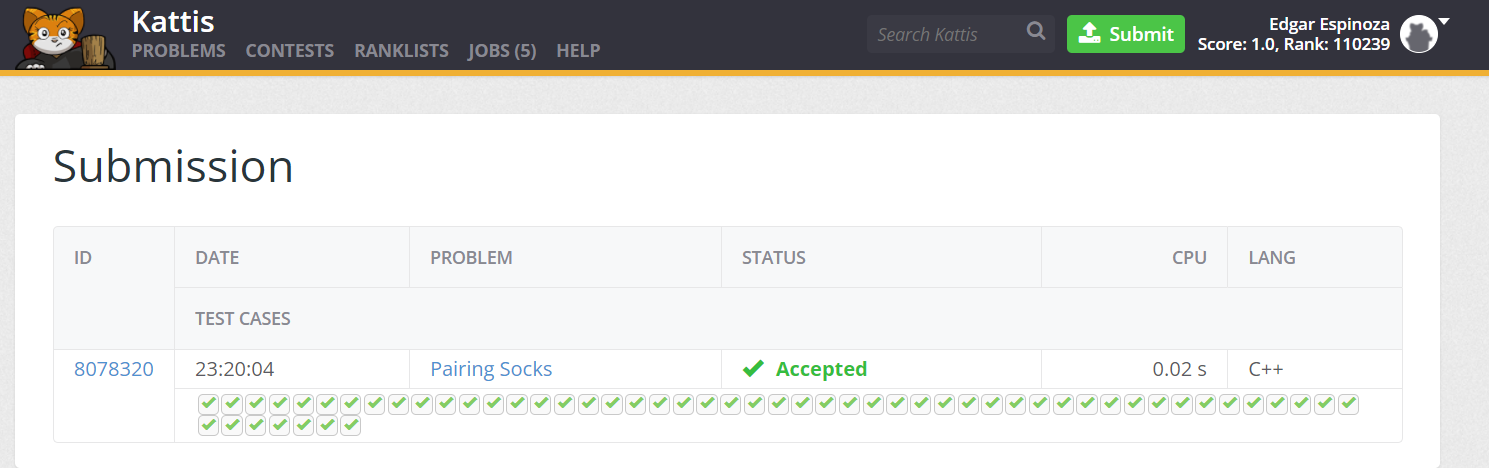 Kattis
PROBLEMS CONTESTS RANKLISTS JOBS (5) HELP
Search Kattis
Submit
Edgar Espinoza
Score: 1.0, Rank: 110239
Submission
ID DATE PROBLEM STATUS CPU LANG
TEST CASES
8078320 23:20:04 Pairing Socks Accepted 0.02 s C++